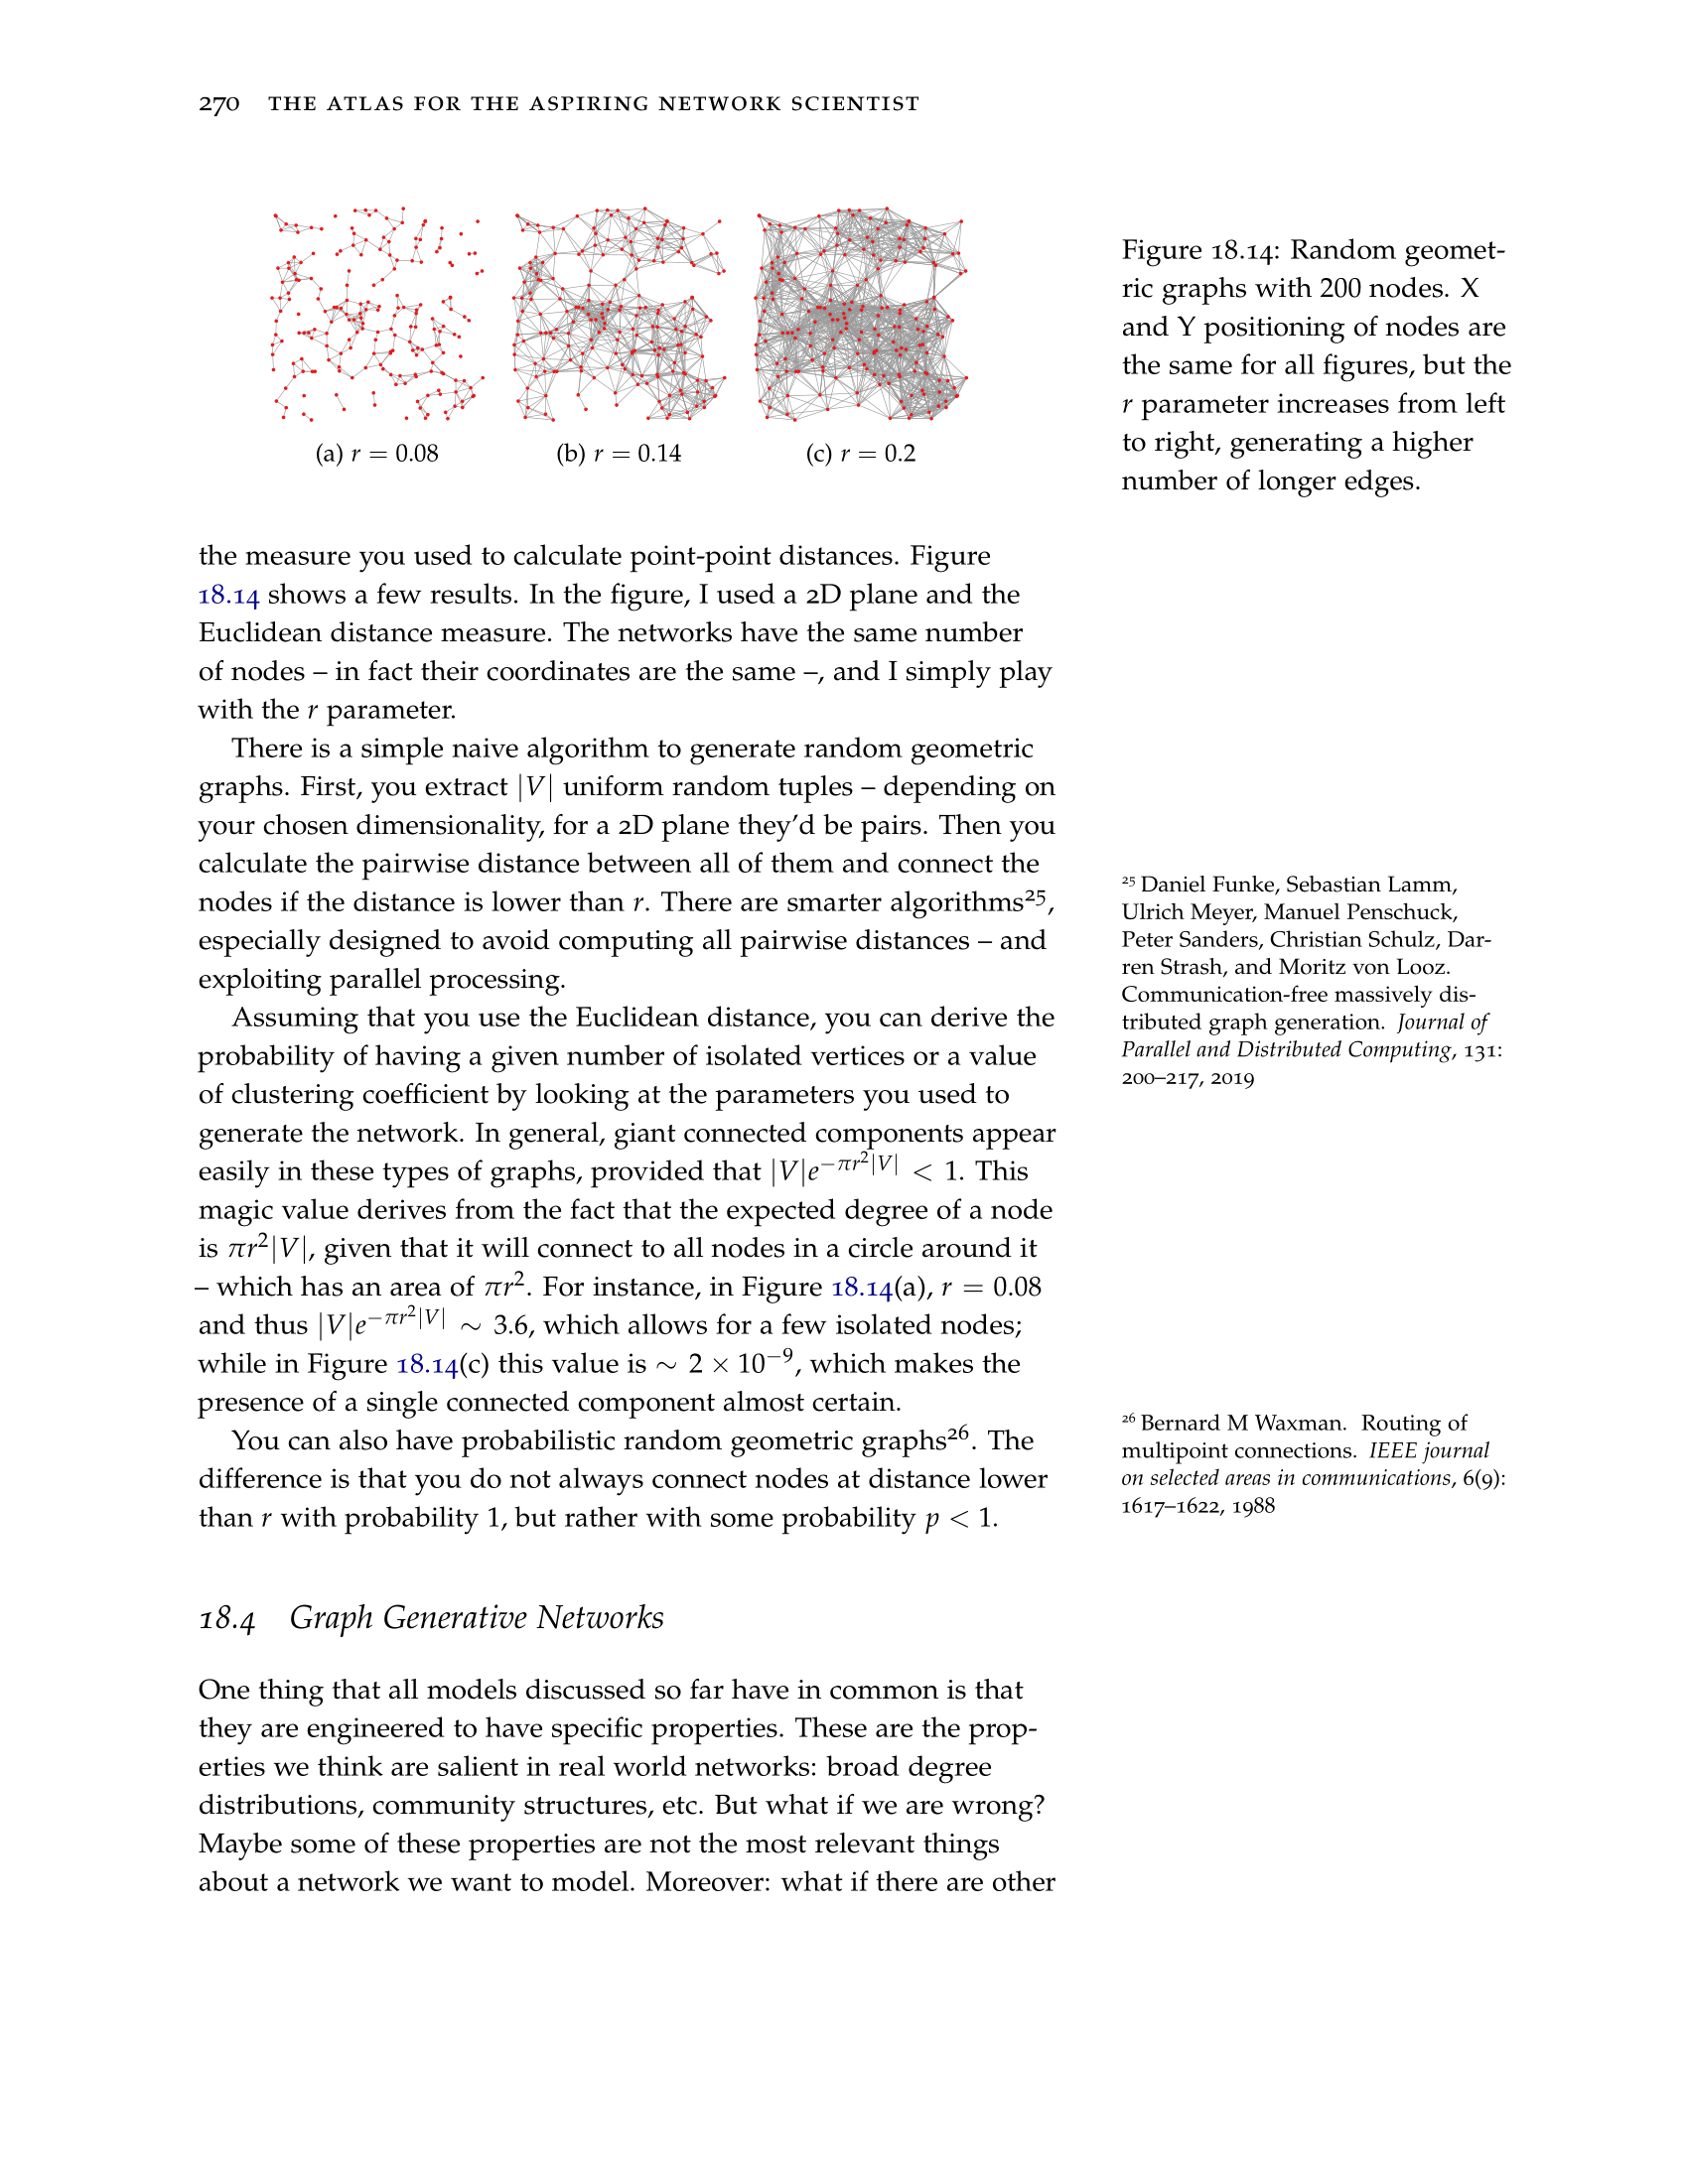 270 THE ATLAS FOR THE ASPIRING NETWORK SCIENTIST
(a) r = 0.08
(b) r = 0.14
(c) r = 0.2
Figure 18.14: Random geomet-
ric graphs with 200 nodes. X
and Y positioning of nodes are
the same for all figures, but the
r parameter increases from left
to right, generating a higher
number of longer edges.
the measure you used to calculate point-point distances. Figure
18.14 shows a few results. In the figure, I used a 2D plane and the
Euclidean distance measure. The networks have the same number
of nodes – in fact their coordinates are the same –, and I simply play
with the r parameter.
There is a simple naive algorithm to generate random geometric
graphs. First, you extract |V| uniform random tuples – depending on
your chosen dimensionality, for a 2D plane they'd be pairs. Then you
calculate the pairwise distance between all of them and connect the
nodes if the distance is lower than r. There are smarter algorithms²⁵,
especially designed to avoid computing all pairwise distances – and
exploiting parallel processing.
²⁵ Daniel Funke, Sebastian Lamm,
Ulrich Meyer, Manuel Penschuck,
Peter Sanders, Christian Schulz, Dar-
ren Strash, and Moritz von Looz.
Communication-free massively dis-
tributed graph generation. Journal of
Parallel and Distributed Computing, 131:
200–217, 2019
Assuming that you use the Euclidean distance, you can derive the
probability of having a given number of isolated vertices or a value
of clustering coefficient by looking at the parameters you used to
generate the network. In general, giant connected components appear
easily in these types of graphs, provided that |V|e^{−πr²|V|} < 1. This
magic value derives from the fact that the expected degree of a node
is πr²|V|, given that it will connect to all nodes in a circle around it
– which has an area of πr². For instance, in Figure 18.14(a), r = 0.08
and thus |V|e^{−πr²|V|} ∼ 3.6, which allows for a few isolated nodes;
while in Figure 18.14(c) this value is ∼ 2 × 10⁻⁹, which makes the
presence of a single connected component almost certain.
You can also have probabilistic random geometric graphs²⁶. The
difference is that you do not always connect nodes at distance lower
than r with probability 1, but rather with some probability p < 1.
²⁶ Bernard M Waxman. Routing of
multipoint connections. IEEE journal
on selected areas in communications, 6(9):
1617–1622, 1988
18.4 Graph Generative Networks
One thing that all models discussed so far have in common is that
they are engineered to have specific properties. These are the prop-
erties we think are salient in real world networks: broad degree
distributions, community structures, etc. But what if we are wrong?
Maybe some of these properties are not the most relevant things
about a network we want to model. Moreover: what if there are other